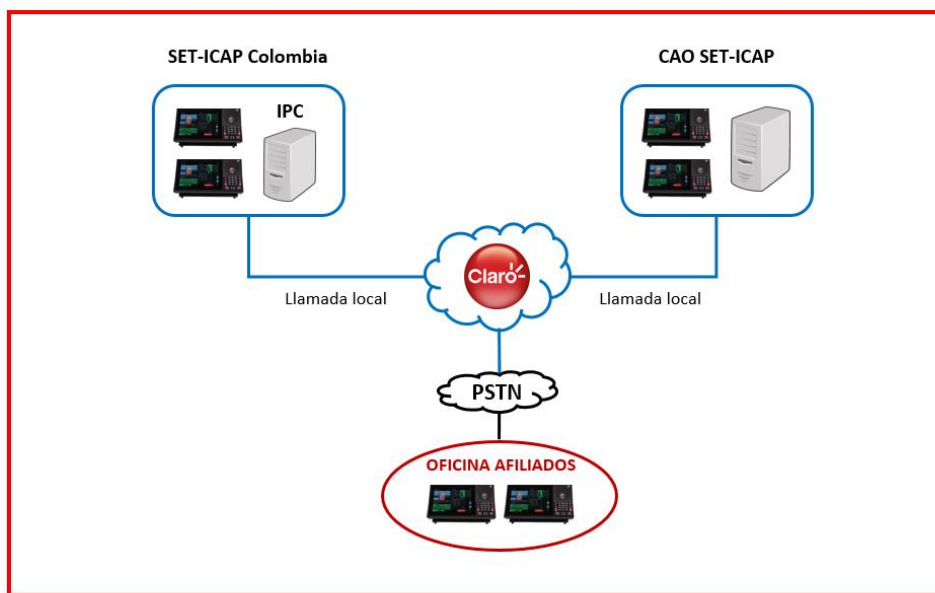 SET-ICAP Colombia
CAO SET-ICAP
IPC
Claro
Llamada local
Llamada local
PSTN
OFICINA AFILIADOS